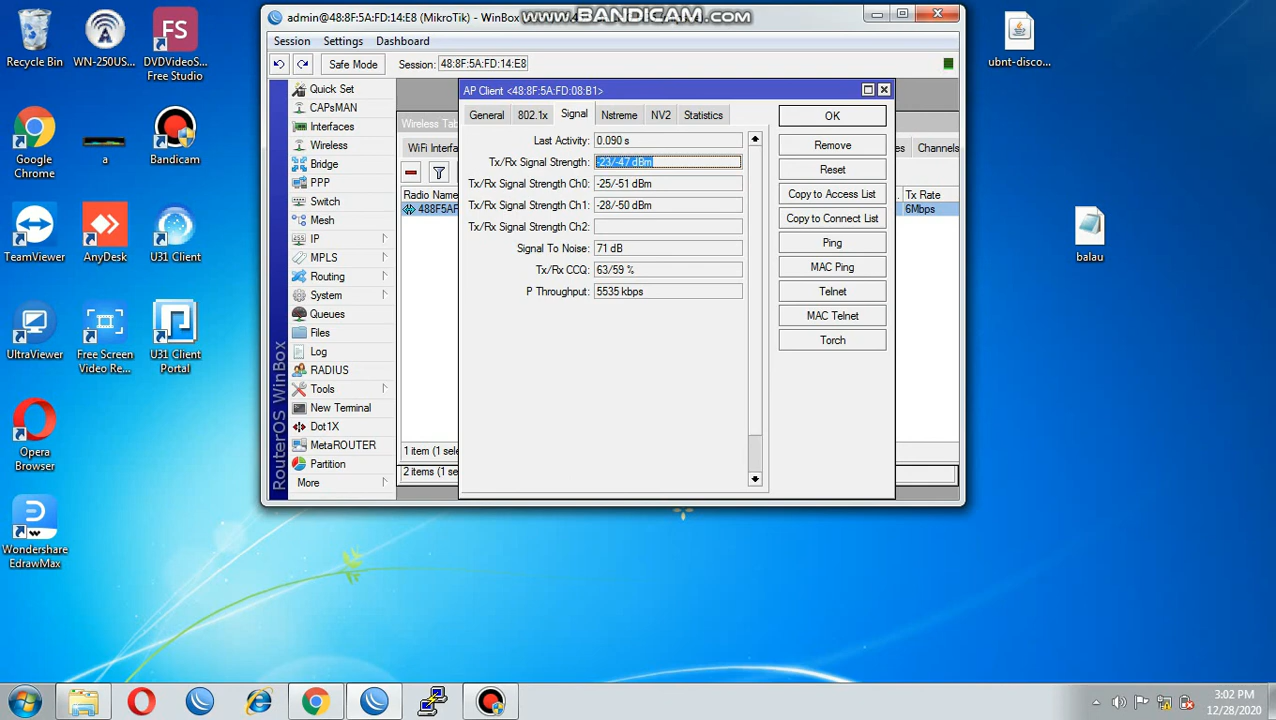 admin@48:8F:5A:FD:14:E8 (MikroTik) - WinBox
www.BANDICAM.com
Session
Settings
Dashboard
Safe Mode
Session:
48:8F:5A:FD:14:E8
Quick Set
CAPsMAN
Interfaces
Wireless
Bridge
PPP
Switch
Mesh
IP
MPLS
Routing
System
Queues
Files
Log
RADIUS
Tools
New Terminal
Dot1X
MetaROUTER
Partition
More
RouterOS WinBox
Wireless Tab
WiFi Interfa
es
Channels
Radio Name
Tx Rate
488F5AF
6Mbps
1 item (1 sele
2 items (1 se
AP Client <48:8F:5A:FD:08:B1>
General
802.1x
Signal
Nstreme
NV2
Statistics
Last Activity:
0.090 s
Tx/Rx Signal Strength:
-23/-47 dBm
Tx/Rx Signal Strength Ch0:
-25/-51 dBm
Tx/Rx Signal Strength Ch1:
-28/-50 dBm
Tx/Rx Signal Strength Ch2:
Signal To Noise:
71 dB
Tx/Rx CCQ:
63/59 %
P Throughput:
5535 kbps
OK
Remove
Reset
Copy to Access List
Copy to Connect List
Ping
MAC Ping
Telnet
MAC Telnet
Torch
Recycle Bin
WN-250US...
FS
DVDVideoS...
Free Studio
Google
Chrome
a
Bandicam
TeamViewer
AnyDesk
U31 Client
UltraViewer
Free Screen
Video Re...
U31 Client
Portal
Opera
Browser
Wondershare
EdrawMax
ubnt-disco...
balau
3:02 PM
12/28/2020